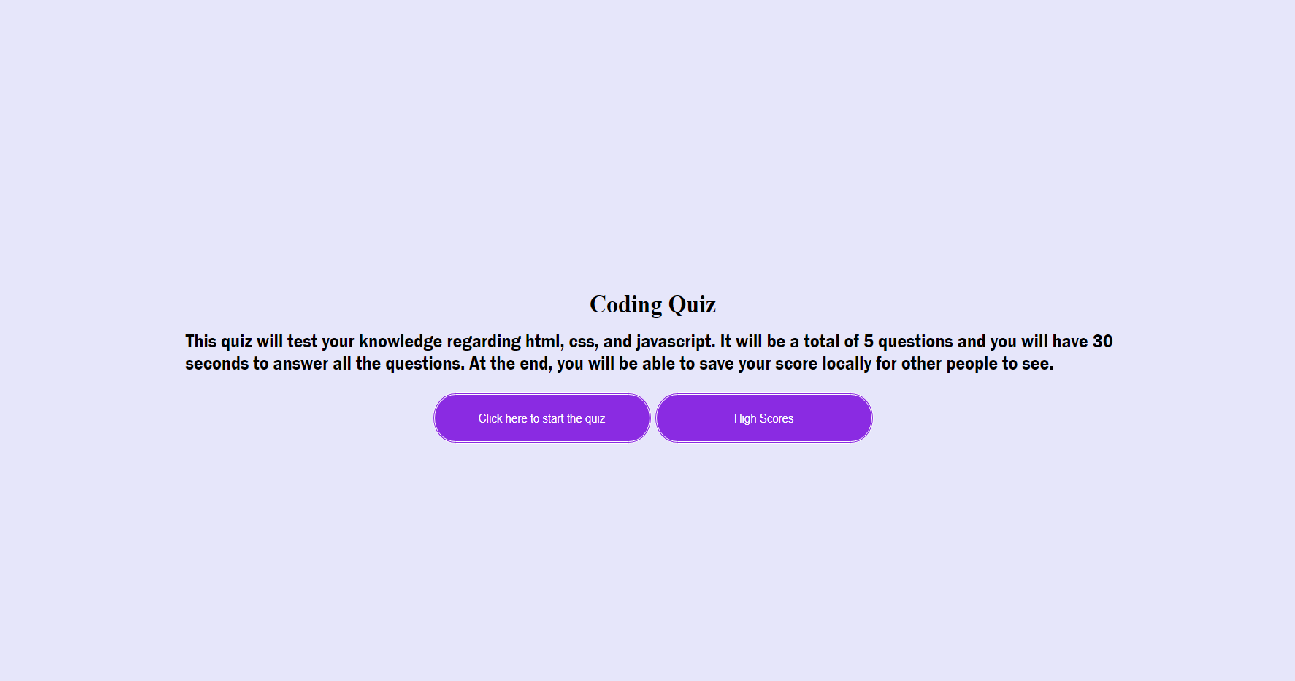 Coding Quiz
This quiz will test your knowledge regarding html, css, and javascript. It will be a total of 5 questions and you will have 30
seconds to answer all the questions. At the end, you will be able to save your score locally for other people to see.
Click here to start the quiz
High Scores